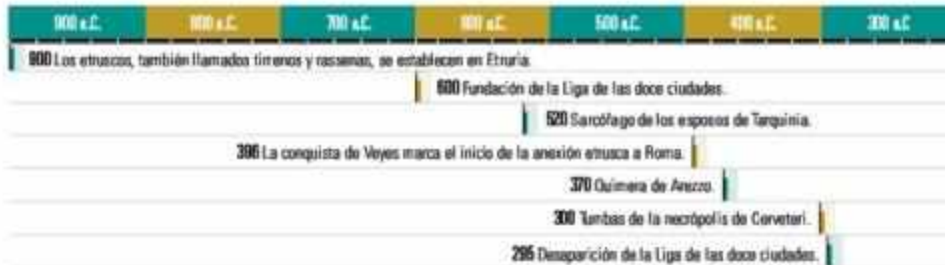 900 a.C. 800 a.C. 700 a.C. 600 a.C. 500 a.C. 400 a.C. 300 a.C
900 Los etruscos, también llamados tirrenos y rassenas, se establecen en Etruria.
600 Fundación de la Liga de las doce ciudades.
520 Sarcófago de los esposos de Tarquinia.
396 La conquista de Veyes marca el inicio de la anexión etrusca a Roma.
370 Quimera de Arezzo.
300 Tumbas de la necrópolis de Cerveteri.
295 Desaparición de la Liga de las doce ciudades.